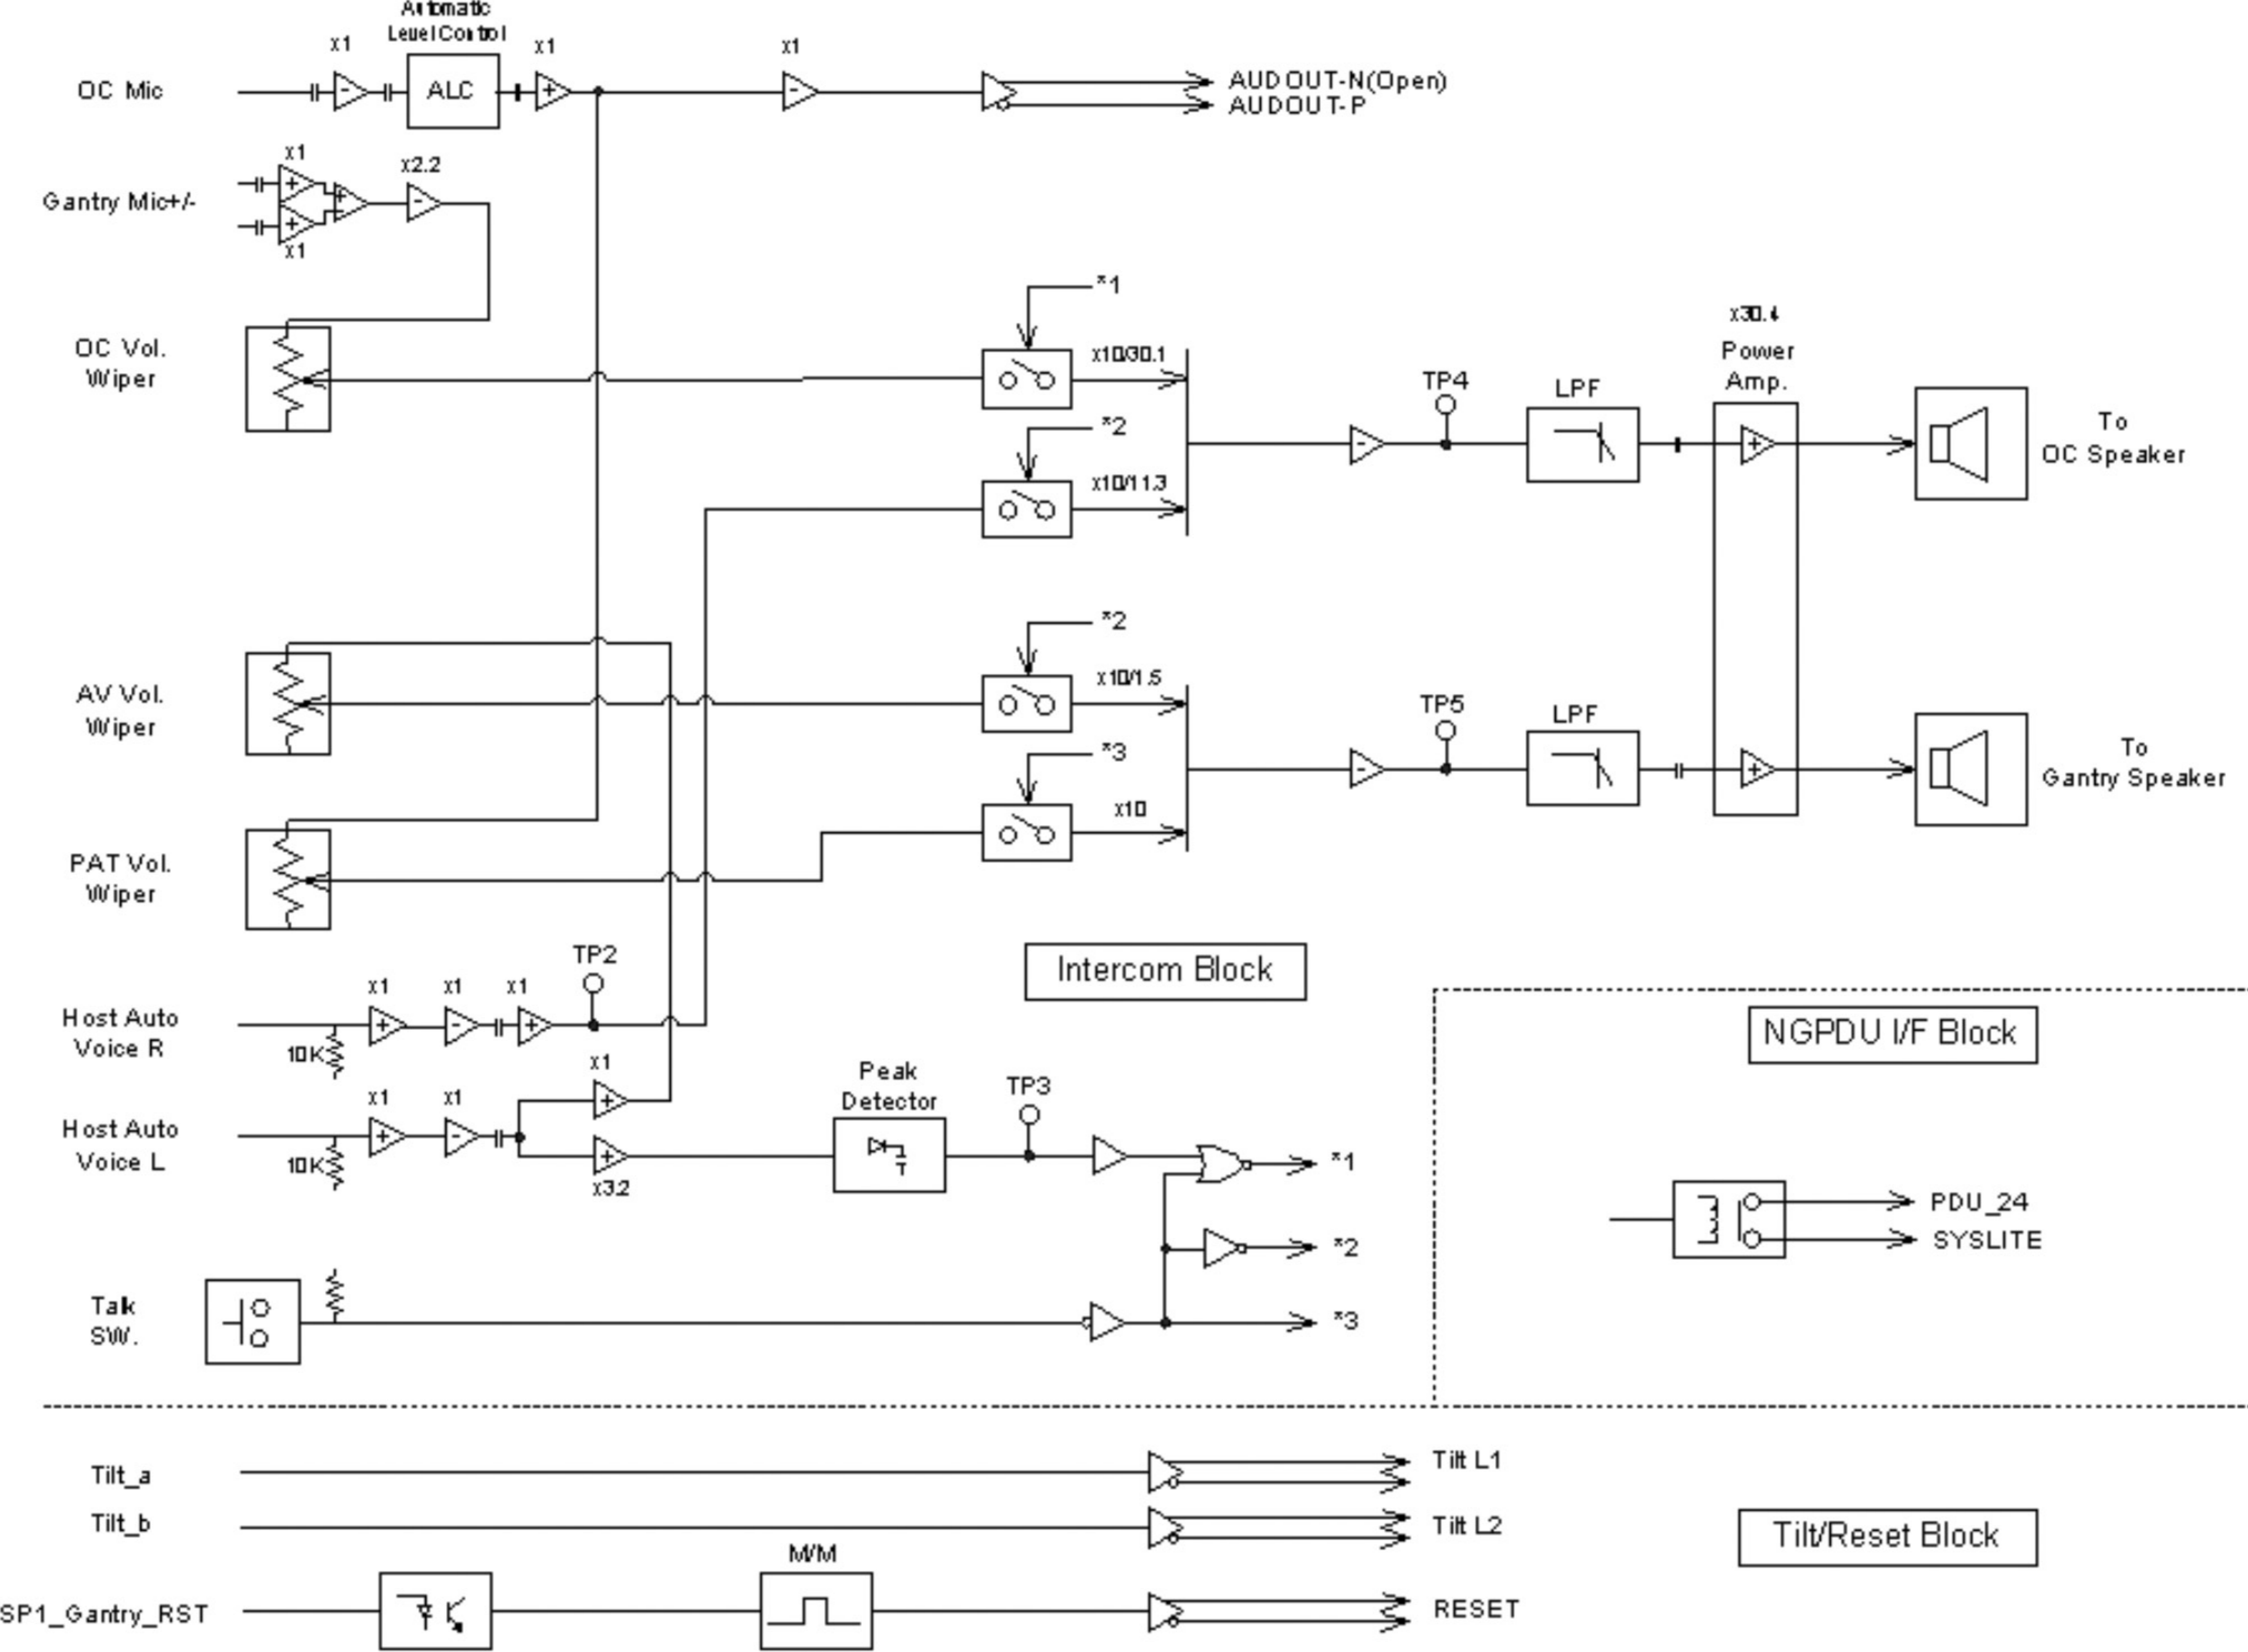 Automatic
Level Control
x1
x1
x1
OC Mic
ALC
AUDOUT-N(Open)
AUDOUT-P
x1
x2.2
Gantry Mic+/-
x1
*1
OC Vol.
Wiper
x10/30.1
x30.4
Power
Amp.
TP4
LPF
*2
To
OC Speaker
x10/11.3
*2
AV Vol.
Wiper
x10/1.5
TP5
LPF
*3
To
Gantry Speaker
x10
PAT Vol.
Wiper
TP2
Intercom Block
x1
x1
x1
Host Auto
Voice R
10K
NGPDU I/F Block
x1
Peak
Detector
TP3
x1
x1
Host Auto
Voice L
10K
x3.2
*1
PDU_24
SYSLITE
*2
Talk
SW.
*3
Tilt_a
Tilt L1
Tilt_b
Tilt L2
Tilt/Reset Block
M/M
SP1_Gantry_RST
RESET